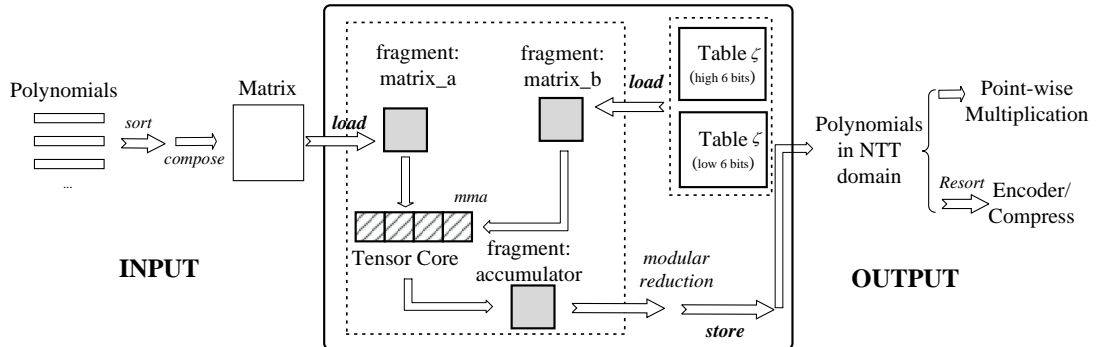 Polynomials
...
sort
compose
Matrix
INPUT
load
fragment:
matrix_a
fragment:
matrix_b
load
Table ζ
(high 6 bits)
Table ζ
(low 6 bits)
mma
Tensor Core
fragment:
accumulator
modular
reduction
store
Polynomials
in NTT
domain
Point-wise
Multiplication
Resort
Encoder/
Compress
OUTPUT